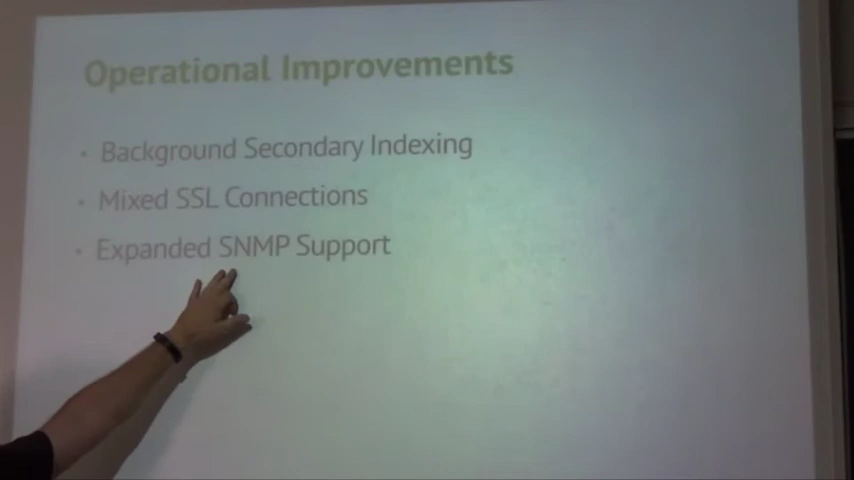 Operational Improvements
• Background Secondary Indexing
• Mixed SSL Connections
• Expanded SNMP Support